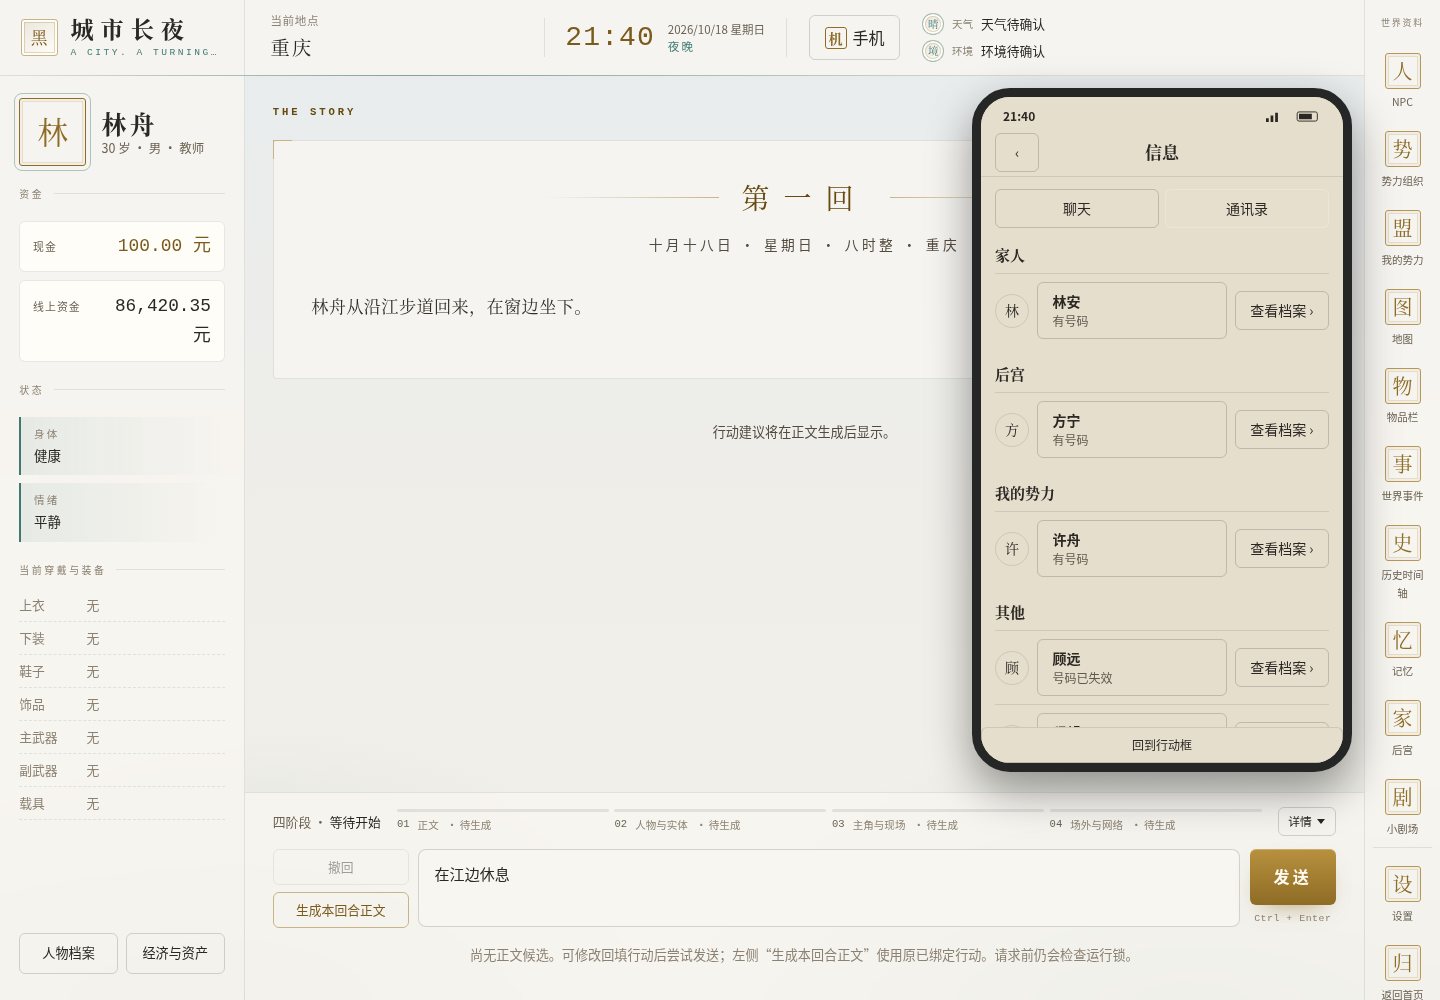 黑
城市长夜
A CITY. A TURNING…
当前地点
重庆
21:40
2026/10/18 星期日
夜晚
机 手机
晴 天气 天气待确认
境 环境 环境待确认
世界资料
人
NPC
势
势力组织
盟
我的势力
图
地图
物
物品栏
事
世界事件
史
历史时间
轴
忆
记忆
家
后宫
剧
小剧场
设
设置
归
返回首页
林
林舟
30 岁 · 男 · 教师
资金
现金 100.00 元
线上资金 86,420.35
元
状态
身体
健康
情绪
平静
当前穿戴与装备
上衣 无
下装 无
鞋子 无
饰品 无
主武器 无
副武器 无
载具 无
人物档案 经济与资产
THE STORY
第一回
十月十八日 · 星期日 · 八时整 · 重庆
林舟从沿江步道回来，在窗边坐下。
行动建议将在正文生成后显示。
21:40
‹ 信息
聊天 通讯录
家人
林 林安 查看档案 ›
有号码
后宫
方 方宁 查看档案 ›
有号码
我的势力
许 许舟 查看档案 ›
有号码
其他
顾 顾远 查看档案 ›
号码已失效
回到行动框
四阶段 · 等待开始
01 正文 · 待生成
02 人物与实体 · 待生成
03 主角与现场 · 待生成
04 场外与网络 · 待生成
详情
撤回
生成本回合正文
在江边休息
发送
Ctrl + Enter
尚无正文候选。可修改回填行动后尝试发送；左侧“生成本回合正文”使用原已绑定行动。请求前仍会检查运行锁。